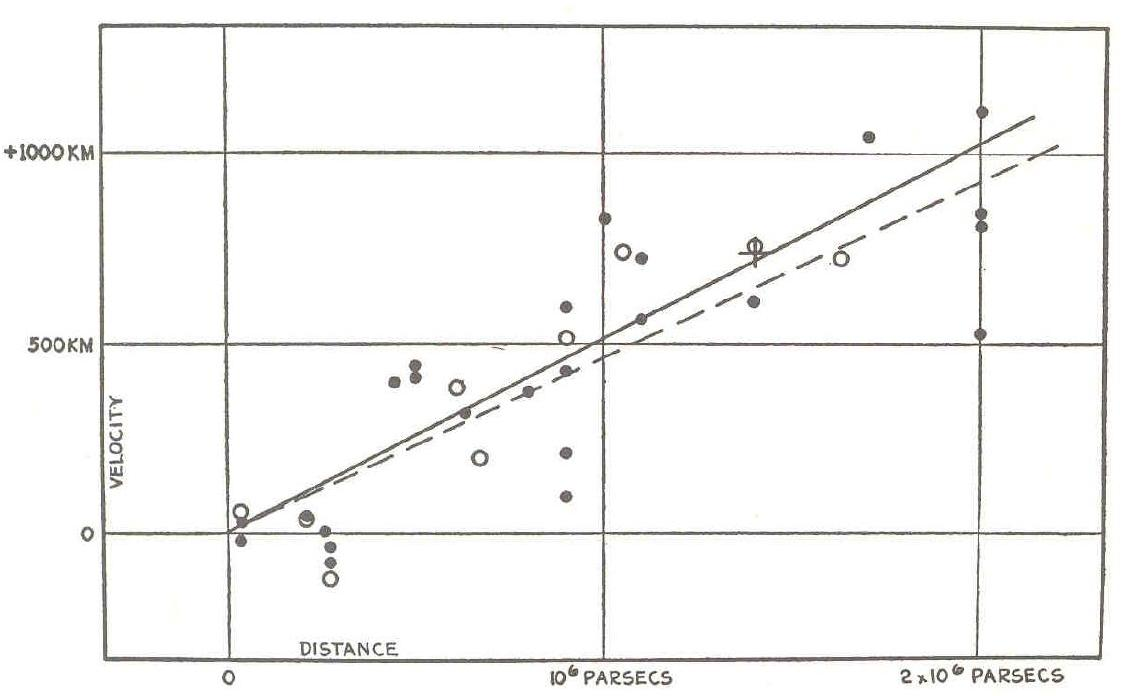 +1000 KM
500 KM
VELOCITY
0
DISTANCE
0
10⁶ PARSECS
2 x 10⁶ PARSECS